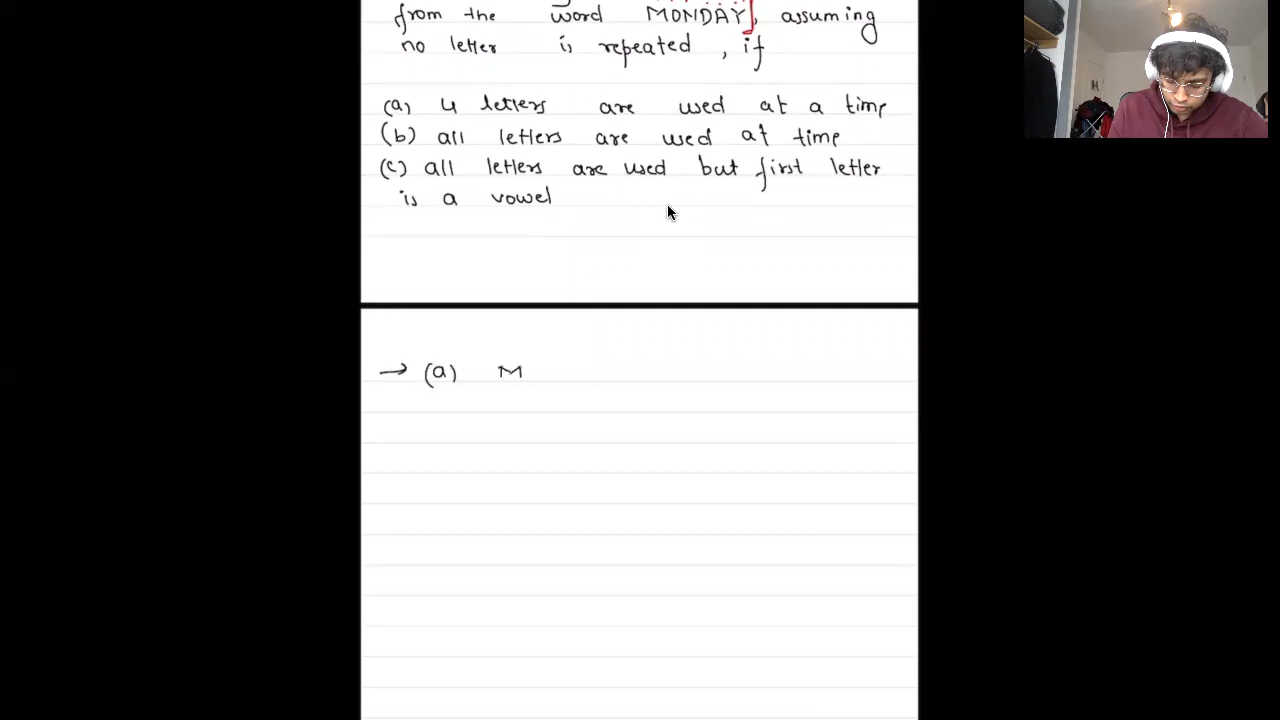 from the word MONDAY, assuming
no letter is repeated, if
(a) 4 letters are used at a time
(b) all letters are used at time
(c) all letters are used but first letter
is a vowel
→ (a) M